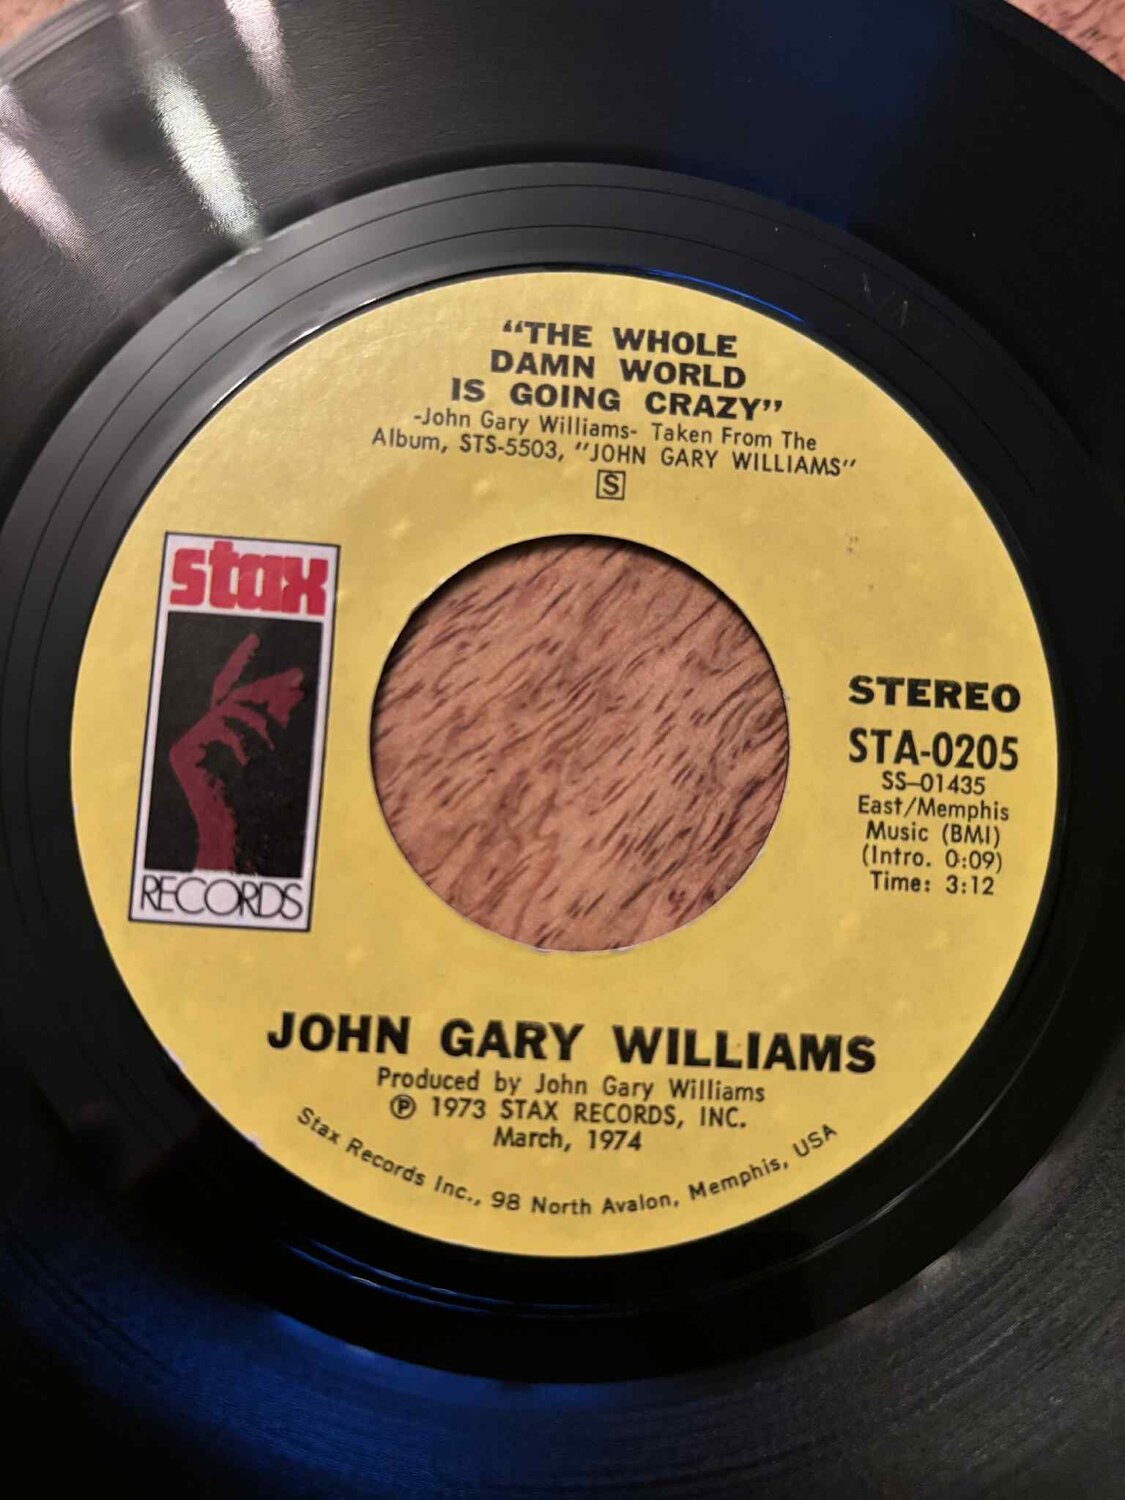 “THE WHOLE
DAMN WORLD
IS GOING CRAZY”
-John Gary Williams- Taken From The
Album, STS-5503, "JOHN GARY WILLIAMS"
S
stax
RECORDS
STEREO
STA-0205
SS-01435
East/Memphis
Music (BMI)
(Intro. 0:09)
Time: 3:12
JOHN GARY WILLIAMS
Produced by John Gary Williams
℗ 1973 STAX RECORDS, INC.
March, 1974
Stax Records Inc., 98 North Avalon, Memphis, USA